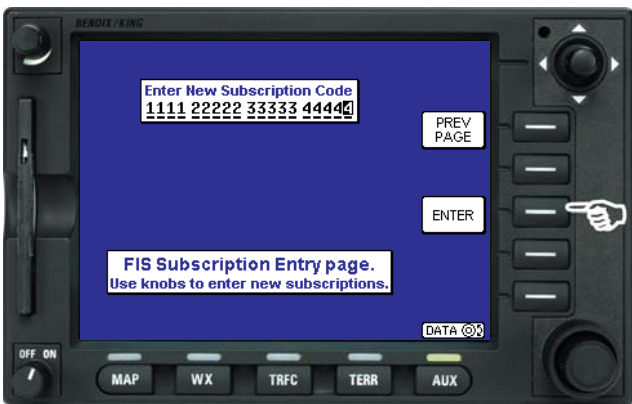 BENDIX/KING
Enter New Subscription Code
1111 22222 33333 44444
PREV
PAGE
ENTER
FIS Subscription Entry page.
Use knobs to enter new subscriptions.
DATA
OFF ON
MAP WX TRFC TERR AUX